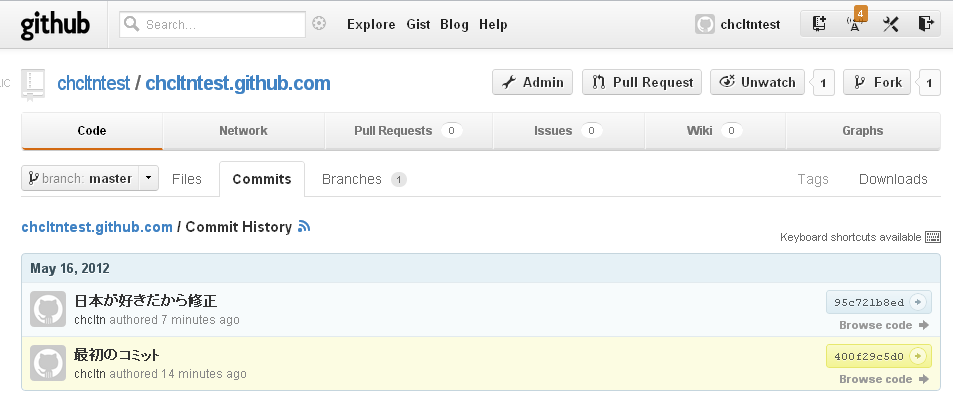 github Search... Explore Gist Blog Help chcltntest 4
chcltntest / chcltntest.github.com Admin Pull Request Unwatch 1 Fork 1
Code Network Pull Requests 0 Issues 0 Wiki 0 Graphs
branch: master Files Commits Branches 1 Tags Downloads
chcltntest.github.com / Commit History
Keyboard shortcuts available
May 16, 2012
日本が好きだから修正 95c721b8ed
chcltn authored 7 minutes ago Browse code
最初のコミット 400f29c5d0
chcltn authored 14 minutes ago Browse code